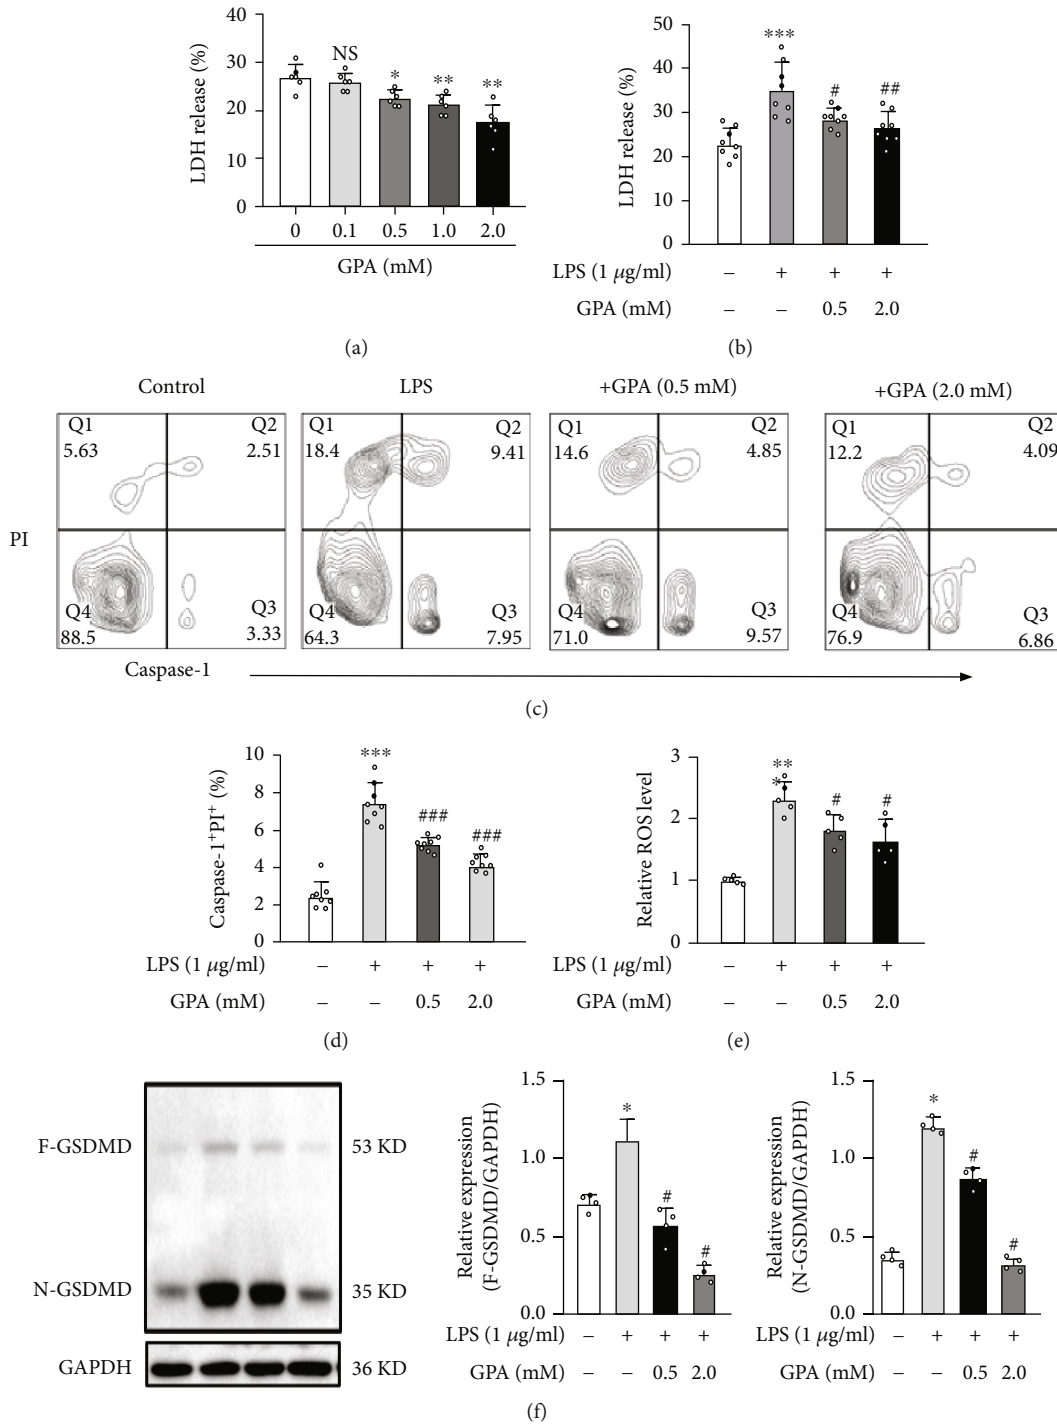 40
30
20
10
0
LDH release (%)
NS
*
**
**
0 0.1 0.5 1.0 2.0
GPA (mM)
(a)
50
40
30
20
10
0
LDH release (%)
***
#
##
LPS (1 μg/ml) – + + +
GPA (mM) – – 0.5 2.0
(b)
Control LPS +GPA (0.5 mM) +GPA (2.0 mM)
Q1 Q2 Q1 Q2 Q1 Q2 Q1 Q2
5.63 2.51 18.4 9.41 14.6 4.85 12.2 4.09
PI
Q4 Q3 Q4 Q3 Q4 Q3 Q4 Q3
88.5 3.33 64.3 7.95 71.0 9.57 76.9 6.86
Caspase-1
(c)
10
8
6
4
2
0
Caspase-1⁺PI⁺ (%)
***
###
###
LPS (1 μg/ml) – + + +
GPA (mM) – – 0.5 2.0
(d)
3
2
1
0
Relative ROS level
**
*
#
#
LPS (1 μg/ml) – + + +
GPA (mM) – – 0.5 2.0
(e)
F-GSDMD 53 KD
N-GSDMD 35 KD
GAPDH 36 KD
1.5
1.0
0.5
0.0
Relative expression
(F-GSDMD/GAPDH)
*
#
#
LPS (1 μg/ml) – + + +
GPA (mM) – – 0.5 2.0
1.5
1.0
0.5
0.0
Relative expression
(N-GSDMD/GAPDH)
*
#
#
LPS (1 μg/ml) – + + +
GPA (mM) – – 0.5 2.0
(f)